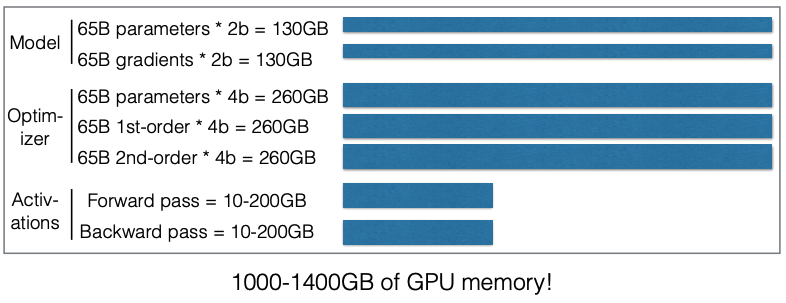 Model
65B parameters * 2b = 130GB
65B gradients * 2b = 130GB
Optim-
izer
65B parameters * 4b = 260GB
65B 1st-order * 4b = 260GB
65B 2nd-order * 4b = 260GB
Activ-
ations
Forward pass = 10-200GB
Backward pass = 10-200GB
1000-1400GB of GPU memory!